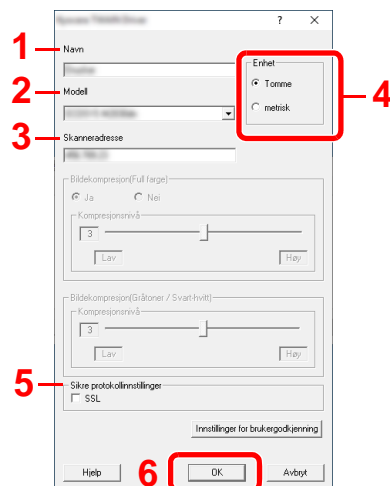 ? ×
1
Navn
2
Modell
3
Skanneradresse
Enhet
Tomme
metrisk
4
Bildekompresjon(Full farge)
Ja Nei
Kompresjonsnivå
3
Lav Høy
Bildekompresjon(Gråtoner / Svart-hvitt)
Kompresjonsnivå
3
Lav Høy
5
Sikre protokollinnstillinger
SSL
Innstillinger for brukergodkjenning
Hjelp 6 OK Avbryt